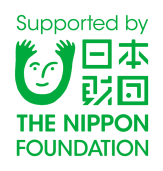 Supported by
日本
財団
THE NIPPON
FOUNDATION